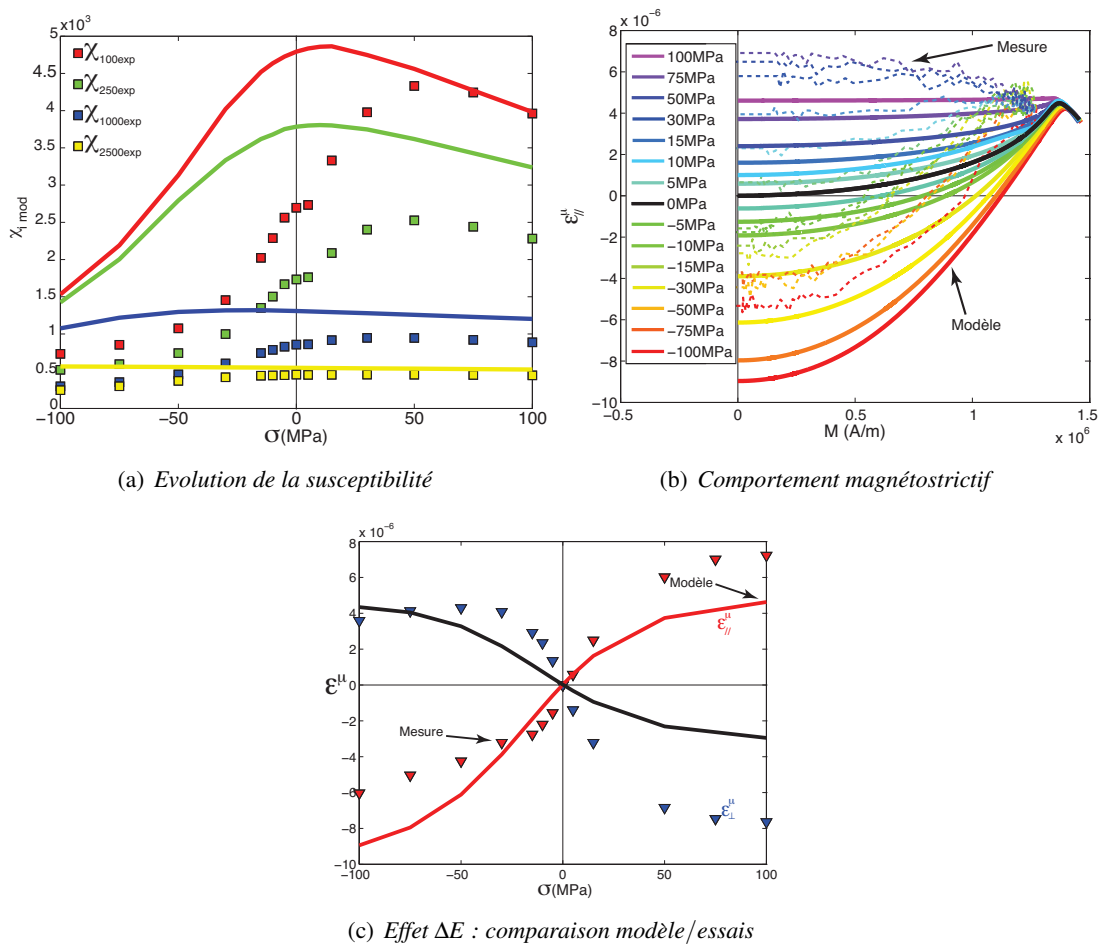 x10³
5
4.5
4
3.5
3
2.5
2
1.5
1
0.5
0
χi mod
χ100exp
χ250exp
χ1000exp
χ2500exp
−100 −50 0 50 100
σ(MPa)
(a) Evolution de la susceptibilité
x 10⁻⁶
8
6
4
2
0
−2
−4
−6
−8
−10
ε//μ
100MPa
75MPa
50MPa
30MPa
15MPa
10MPa
5MPa
0MPa
−5MPa
−10MPa
−15MPa
−30MPa
−50MPa
−75MPa
−100MPa
Mesure
Modèle
−0.5 0 0.5 1 1.5
M (A/m)
x 10⁶
(b) Comportement magnétostrictif
x 10⁻⁶
8
6
4
2
0
−2
−4
−6
−8
−10
εμ
Modèle
ε//μ
Mesure
ε⊥μ
−100 −50 0 50 100
σ(MPa)
(c) Effet ΔE : comparaison modèle/essais